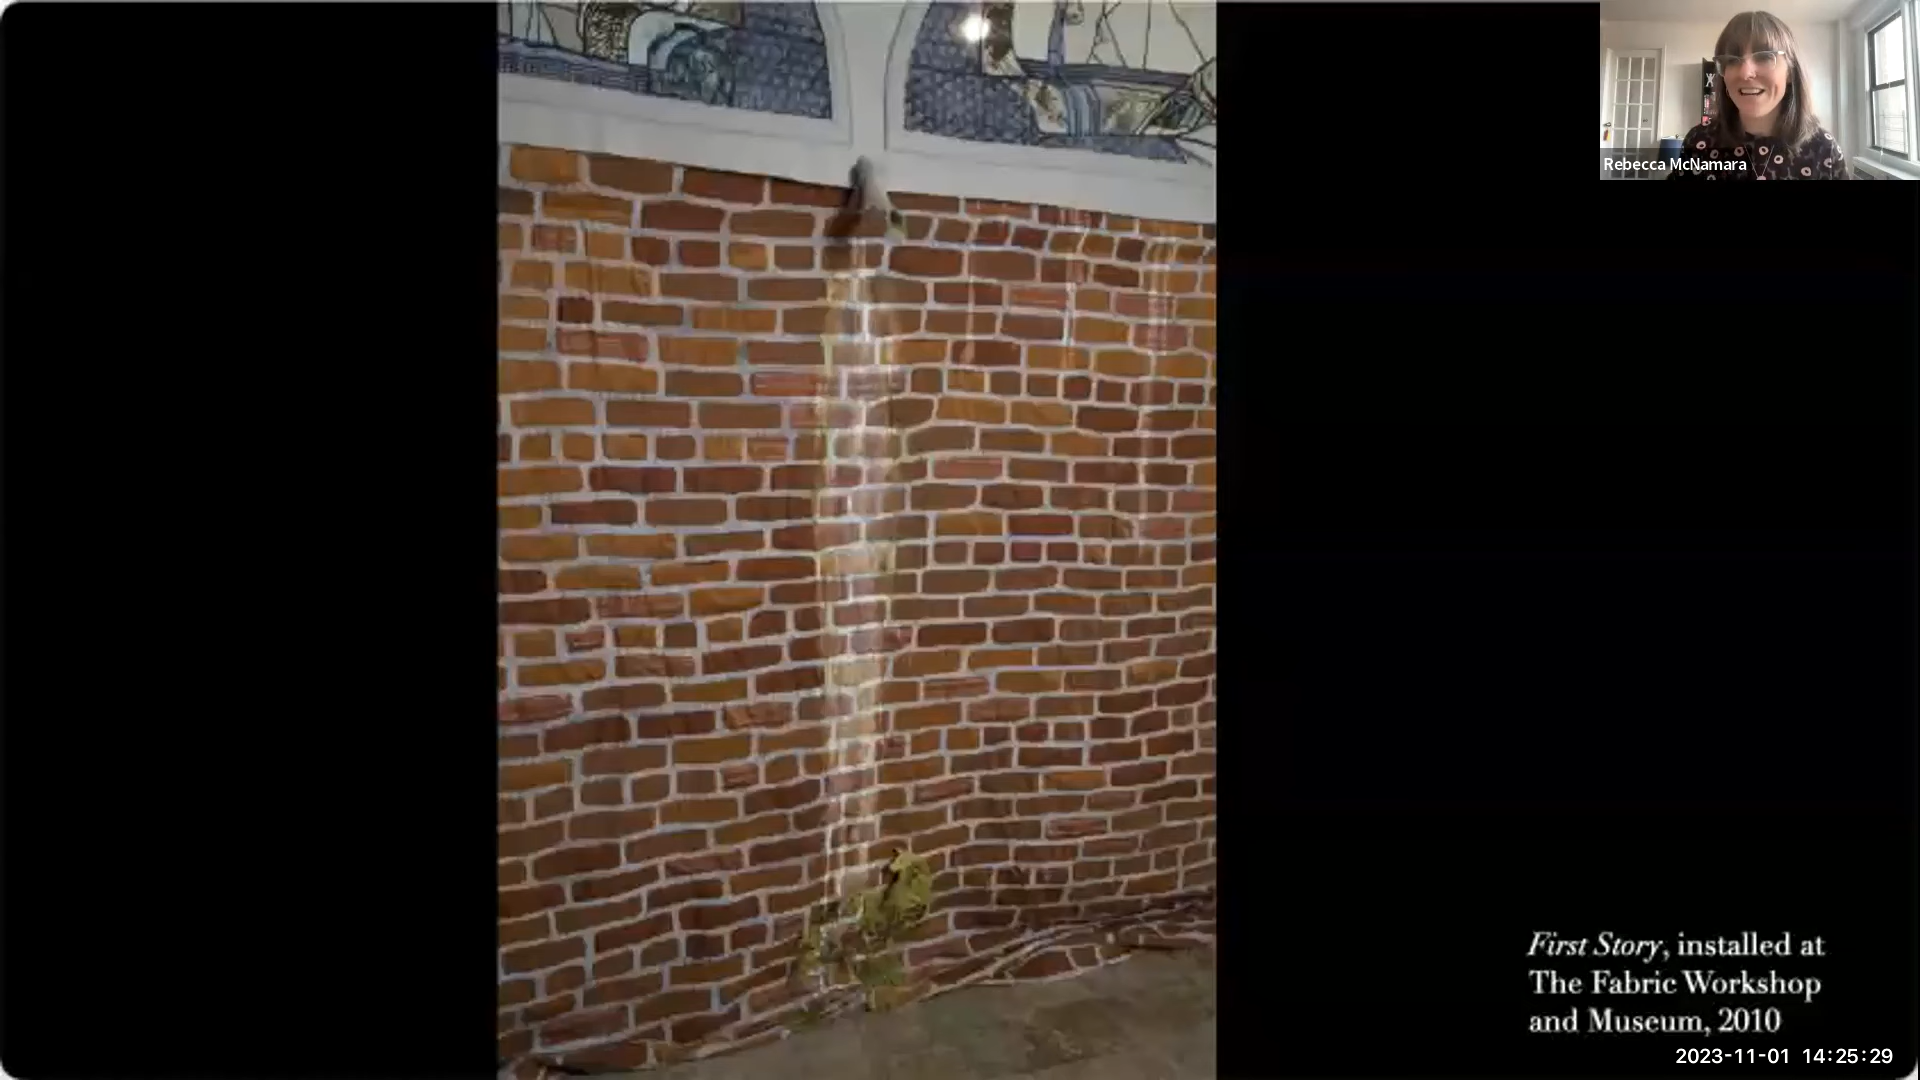 Rebecca McNamara
First Story, installed at
The Fabric Workshop
and Museum, 2010
2023-11-01 14:25:29